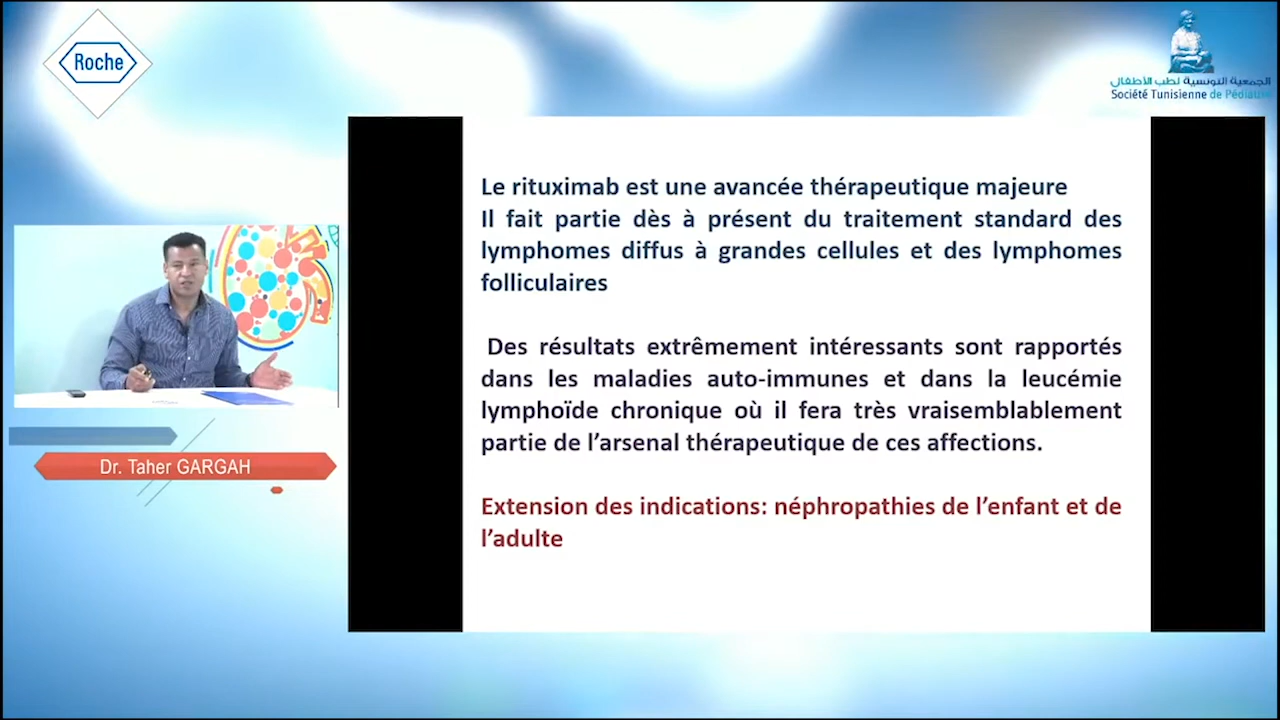 Roche
الجمعية التونسية لطب الأطفال
Société Tunisienne de Pédiatrie
Le rituximab est une avancée thérapeutique majeure
Il fait partie dès à présent du traitement standard des
lymphomes diffus à grandes cellules et des lymphomes
folliculaires
Des résultats extrêmement intéressants sont rapportés
dans les maladies auto-immunes et dans la leucémie
lymphoïde chronique où il fera très vraisemblablement
partie de l’arsenal thérapeutique de ces affections.
Extension des indications: néphropathies de l’enfant et de
l’adulte
Dr. Taher GARGAH